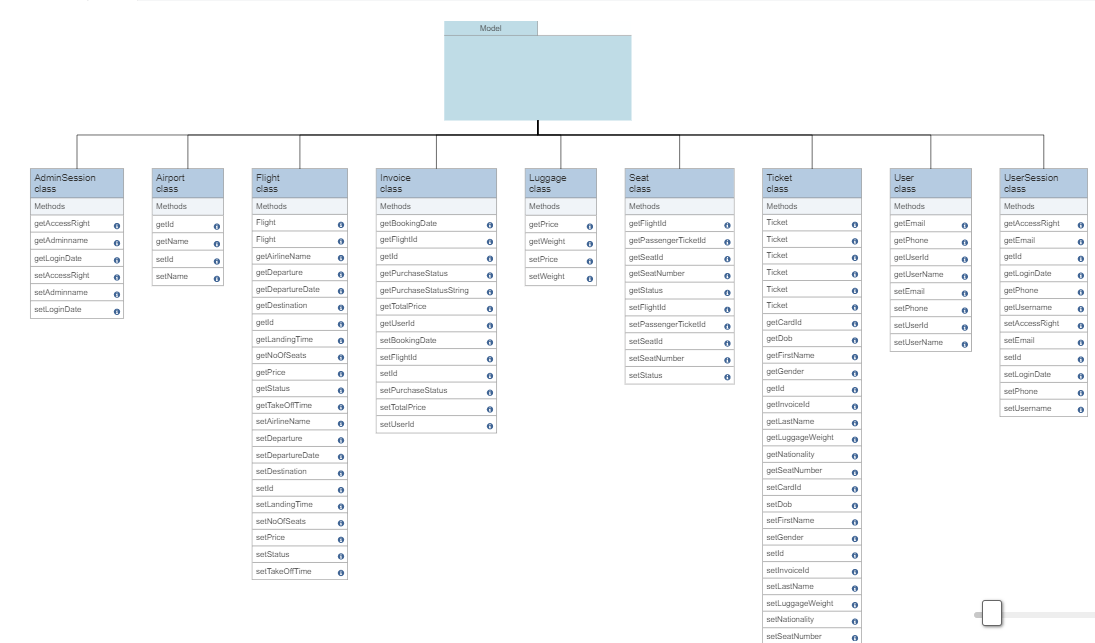 Model
AdminSession
class
Methods
getAccessRight
getAdminname
getLoginDate
setAccessRight
setAdminname
setLoginDate
Airport
class
Methods
getId
getName
setId
setName
Flight
class
Methods
Flight
Flight
getAirlineName
getDeparture
getDepartureDate
getDestination
getId
getLandingTime
getNoOfSeats
getPrice
getStatus
getTakeOffTime
setAirlineName
setDeparture
setDepartureDate
setDestination
setId
setLandingTime
setNoOfSeats
setPrice
setStatus
setTakeOffTime
Invoice
class
Methods
getBookingDate
getFlightId
getId
getPurchaseStatus
getPurchaseStatusString
getTotalPrice
getUserId
setBookingDate
setFlightId
setId
setPurchaseStatus
setTotalPrice
setUserId
Luggage
class
Methods
getPrice
getWeight
setPrice
setWeight
Seat
class
Methods
getFlightId
getPassengerTicketId
getSeatId
getSeatNumber
getStatus
setFlightId
setPassengerTicketId
setSeatId
setSeatNumber
setStatus
Ticket
class
Methods
Ticket
Ticket
Ticket
Ticket
Ticket
Ticket
getCardId
getDob
getFirstName
getGender
getId
getInvoiceId
getLastName
getLuggageWeight
getNationality
getSeatNumber
setCardId
setDob
setFirstName
setGender
setId
setInvoiceId
setLastName
setLuggageWeight
setNationality
setSeatNumber
User
class
Methods
getEmail
getPhone
getUserId
getUserName
setEmail
setPhone
setUserId
setUserName
UserSession
class
Methods
getAccessRight
getEmail
getId
getLoginDate
getPhone
getUsername
setAccessRight
setEmail
setId
setLoginDate
setPhone
setUsername